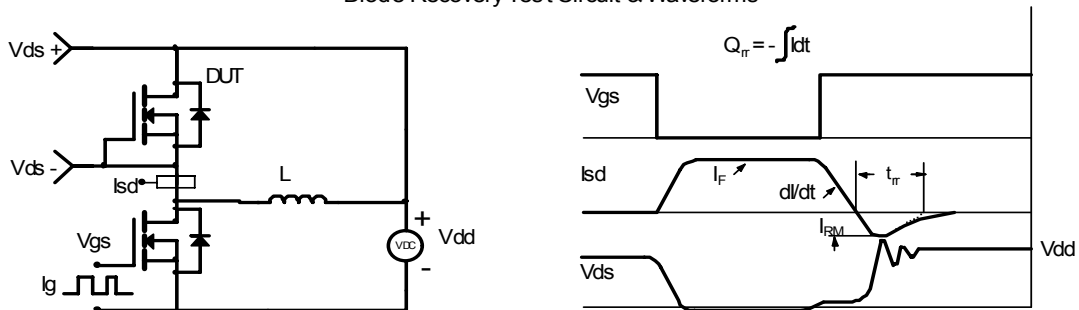 Diode Recovery Test Circuit & Waveforms
Vds +
DUT
Vds -
Isd
L
Vgs
Ig
VDC
+
Vdd
-
Qrr = - ∫Idt
Vgs
Isd
IF
dI/dt
trr
IRM
Vdd
Vds